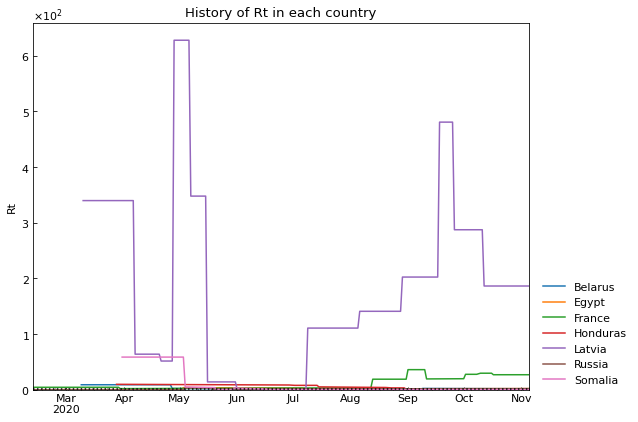 History of Rt in each country
×10²
6
5
4
3
2
1
0
Rt
Mar Apr May Jun Jul Aug Sep Oct Nov
2020
Belarus
Egypt
France
Honduras
Latvia
Russia
Somalia